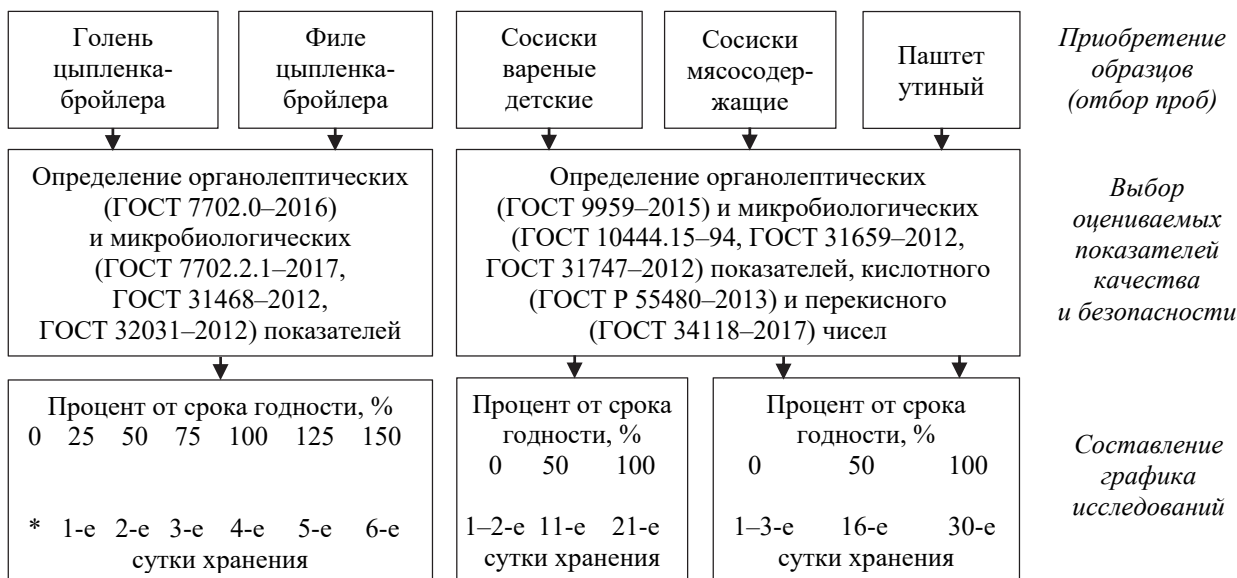 Голень
цыпленка-
бройлера
Филе
цыпленка-
бройлера
Сосиски
вареные
детские
Сосиски
мясосодер-
жащие
Паштет
утиный
Приобретение
образцов
(отбор проб)
Определение органолептических
(ГОСТ 7702.0–2016)
и микробиологических
(ГОСТ 7702.2.1–2017,
ГОСТ 31468–2012,
ГОСТ 32031–2012) показателей
Определение органолептических
(ГОСТ 9959–2015) и микробиологических
(ГОСТ 10444.15–94, ГОСТ 31659–2012,
ГОСТ 31747–2012) показателей, кислотного
(ГОСТ Р 55480–2013) и перекисного
(ГОСТ 34118–2017) чисел
Выбор
оцениваемых
показателей
качества
и безопасности
Процент от срока годности, %
0 25 50 75 100 125 150
* 1-е 2-е 3-е 4-е 5-е 6-е
сутки хранения
Процент от срока
годности, %
0 50 100
1–2-е 11-е 21-е
сутки хранения
Процент от срока
годности, %
0 50 100
1–3-е 16-е 30-е
сутки хранения
Составление
графика
исследований